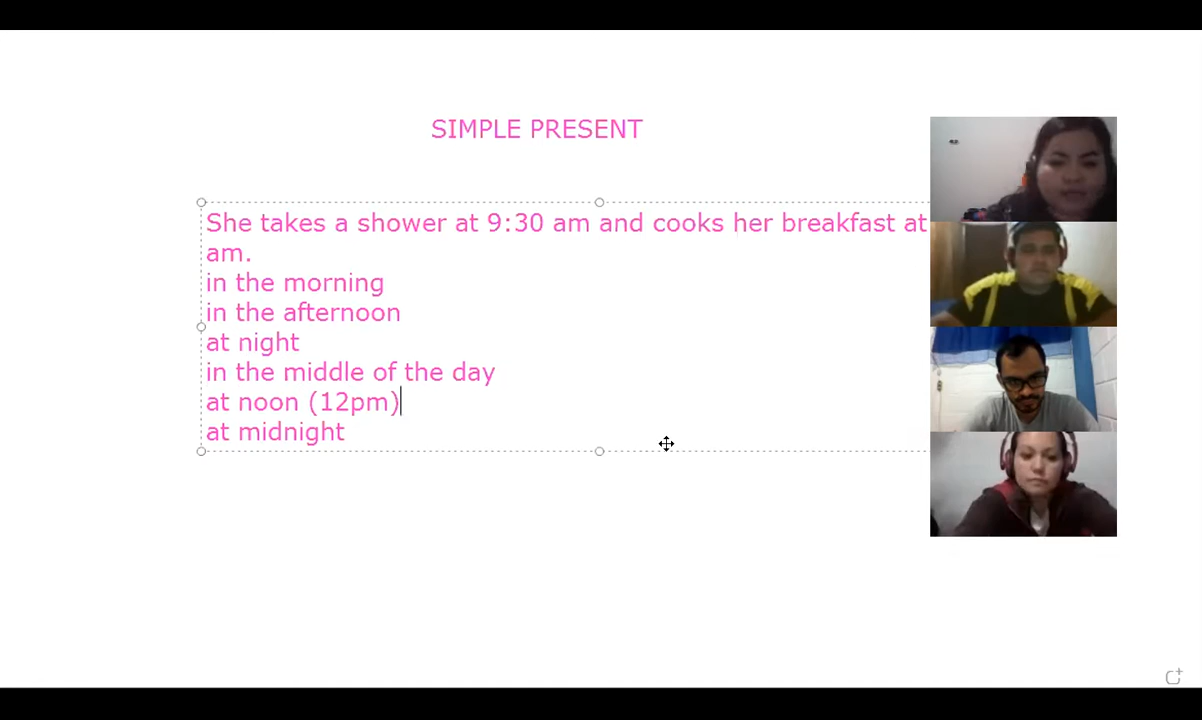 SIMPLE PRESENT
She takes a shower at 9:30 am and cooks her breakfast at
am.
in the morning
in the afternoon
at night
in the middle of the day
at noon (12pm)
at midnight